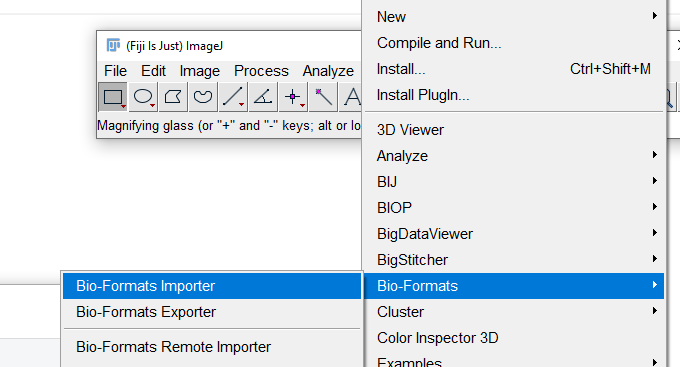 New
Compile and Run...
(Fiji Is Just) ImageJ
File Edit Image Process Analyze
Install... Ctrl+Shift+M
Install PlugIn...
Magnifying glass (or "+" and "-" keys; alt or lo
3D Viewer
Analyze
BIJ
BIOP
BigDataViewer
BigStitcher
Bio-Formats
Cluster
Color Inspector 3D
Examples
Bio-Formats Importer
Bio-Formats Exporter
Bio-Formats Remote Importer